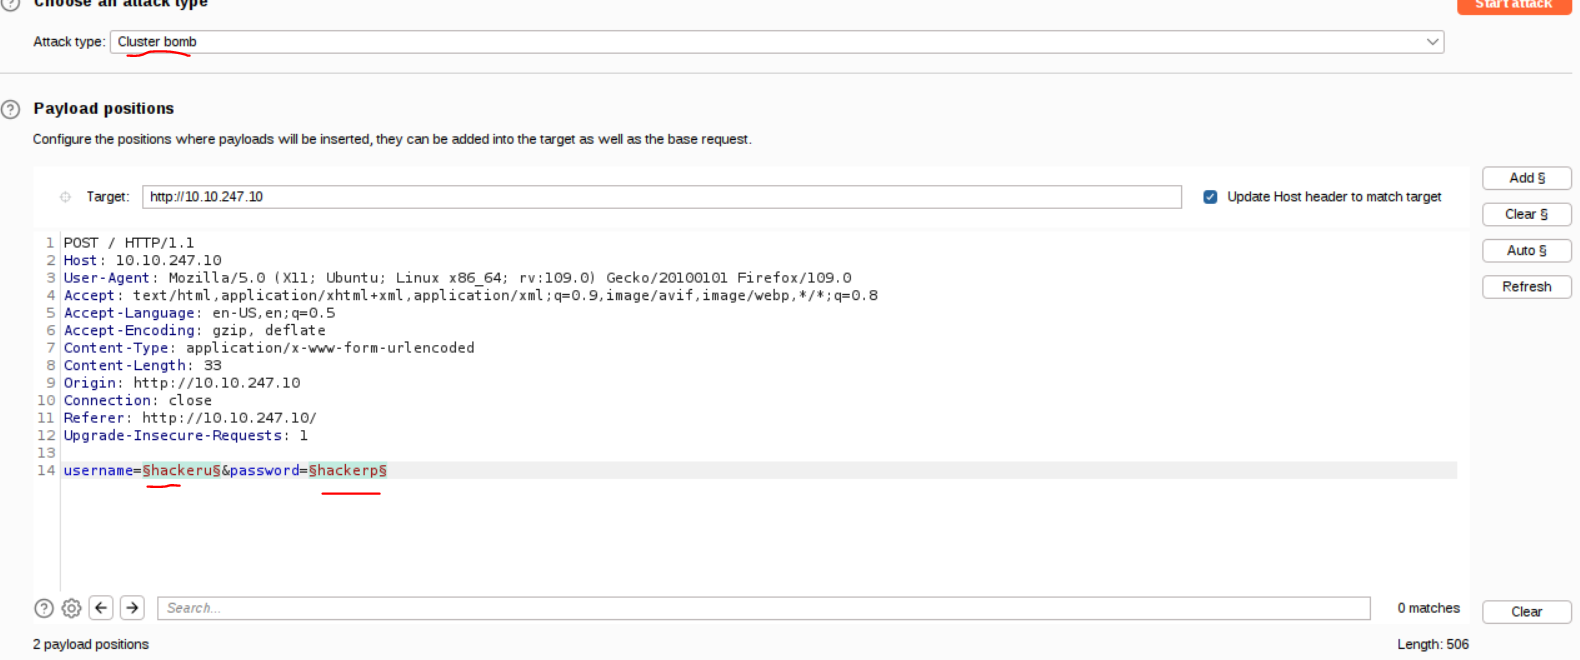 Choose an attack type
Start attack
Attack type: Cluster bomb
Payload positions
Configure the positions where payloads will be inserted, they can be added into the target as well as the base request.
Add §
Target: http://10.10.247.10
Update Host header to match target
Clear §
Auto §
Refresh
1 POST / HTTP/1.1
2 Host: 10.10.247.10
3 User-Agent: Mozilla/5.0 (X11; Ubuntu; Linux x86_64; rv:109.0) Gecko/20100101 Firefox/109.0
4 Accept: text/html,application/xhtml+xml,application/xml;q=0.9,image/avif,image/webp,*/*;q=0.8
5 Accept-Language: en-US,en;q=0.5
6 Accept-Encoding: gzip, deflate
7 Content-Type: application/x-www-form-urlencoded
8 Content-Length: 33
9 Origin: http://10.10.247.10
10 Connection: close
11 Referer: http://10.10.247.10/
12 Upgrade-Insecure-Requests: 1
13
14 username=§hackeru§&password=§hackerp§
Search...
0 matches
Clear
2 payload positions
Length: 506